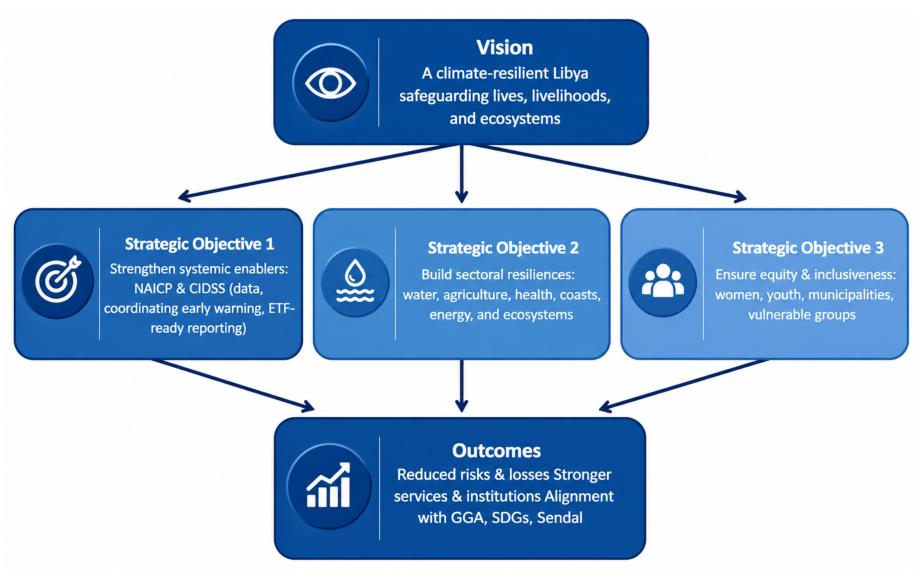 Vision
A climate-resilient Libya
safeguarding lives, livelihoods,
and ecosystems
Strategic Objective 1
Strengthen systemic enablers:
NAICP & CIDSS (data,
coordinating early warning, ETF-
ready reporting)
Strategic Objective 2
Build sectoral resiliences:
water, agriculture, health, coasts,
energy, and ecosystems
Strategic Objective 3
Ensure equity & inclusiveness:
women, youth, municipalities,
vulnerable groups
Outcomes
Reduced risks & losses Stronger
services & institutions Alignment
with GGA, SDGs, Sendal